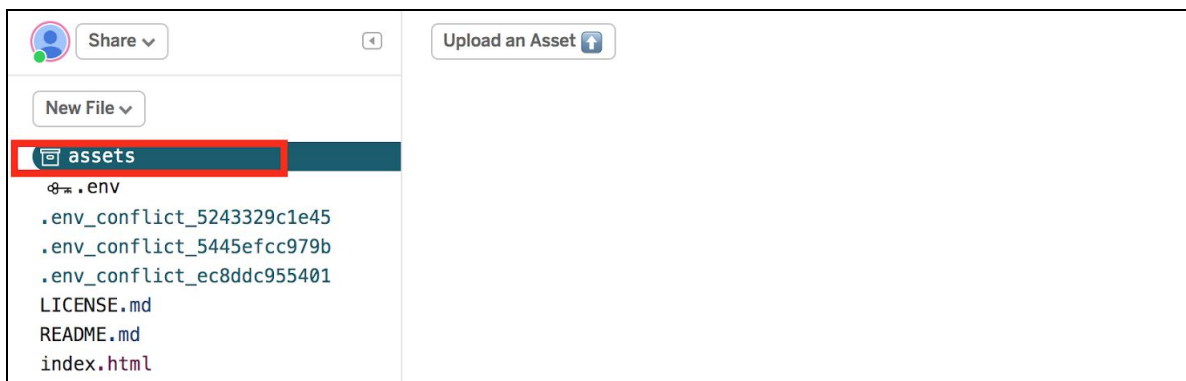 Share
Upload an Asset
New File
assets
.env
.env_conflict_5243329c1e45
.env_conflict_5445efcc979b
.env_conflict_ec8ddc955401
LICENSE.md
README.md
index.html